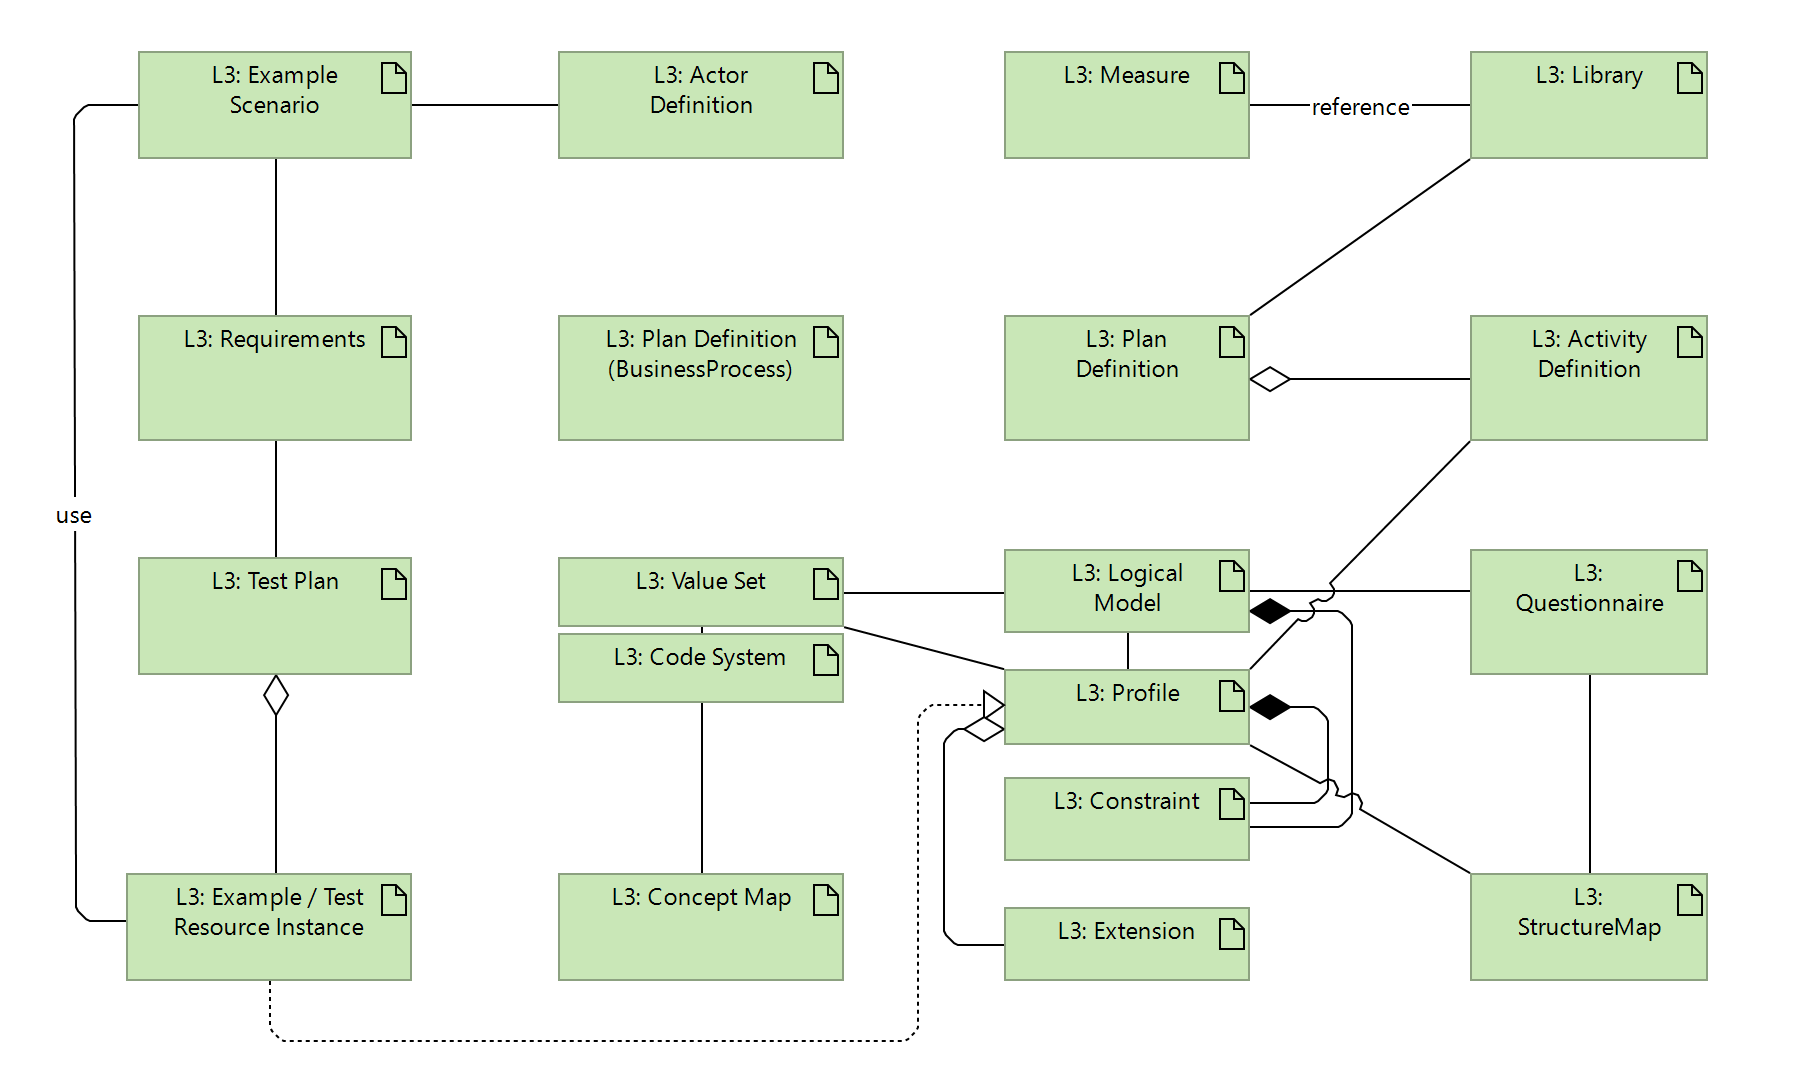 L3: Example
Scenario
L3: Actor
Definition
L3: Measure
reference
L3: Library
L3: Requirements
L3: Plan Definition
(BusinessProcess)
L3: Plan
Definition
L3: Activity
Definition
use
L3: Test Plan
L3: Value Set
L3: Code System
L3: Logical
Model
L3: Profile
L3: Constraint
L3: Questionnaire
L3: Example / Test
Resource Instance
L3: Concept Map
L3: Extension
L3:
StructureMap